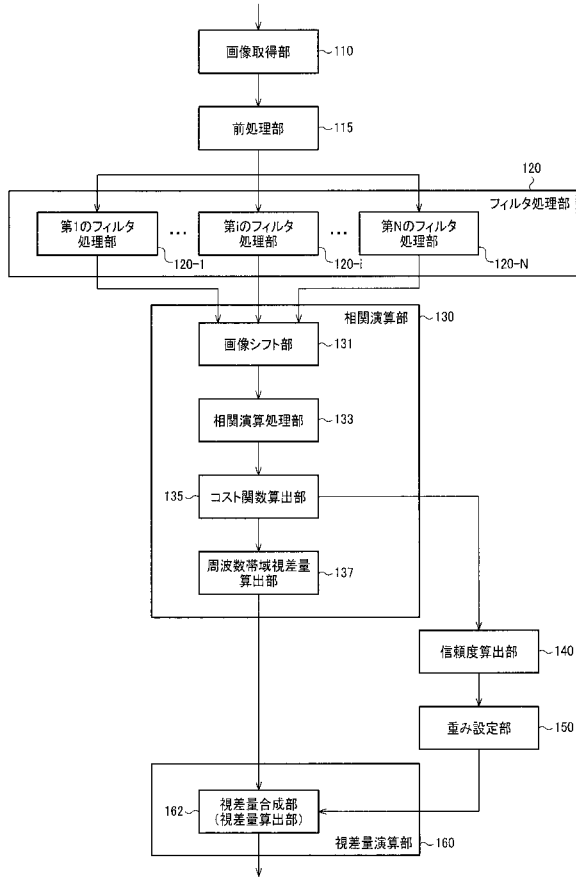 画像取得部
110
前処理部
115
120
フィルタ処理部
第1のフィルタ
処理部
120-1
...
第iのフィルタ
処理部
120-i
...
第Nのフィルタ
処理部
120-N
相関演算部
130
画像シフト部
131
相関演算処理部
133
135
コスト関数算出部
周波数帯域視差量
算出部
137
信頼度算出部
140
重み設定部
150
162
視差量合成部
(視差量算出部)
視差量演算部
160